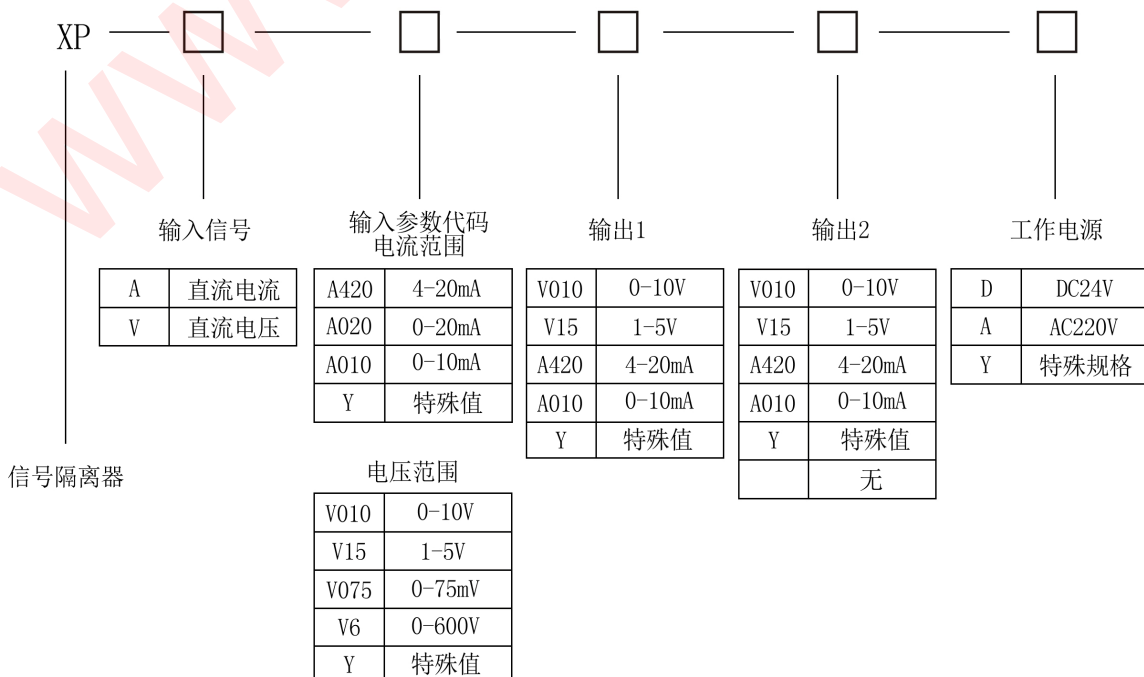 XP
输入信号
A 直流电流
V 直流电压
输入参数代码
电流范围
A420 4-20mA
A020 0-20mA
A010 0-10mA
Y 特殊值
电压范围
V010 0-10V
V15 1-5V
V075 0-75mV
V6 0-600V
Y 特殊值
输出1
V010 0-10V
V15 1-5V
A420 4-20mA
A010 0-10mA
Y 特殊值
输出2
V010 0-10V
V15 1-5V
A420 4-20mA
A010 0-10mA
Y 特殊值
无
工作电源
D DC24V
A AC220V
Y 特殊规格
信号隔离器